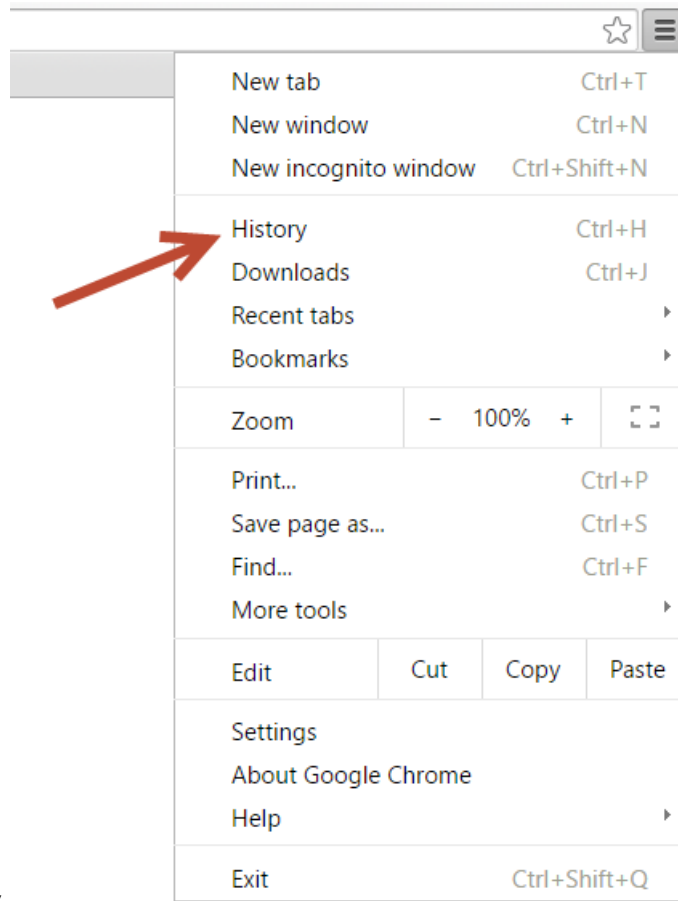 New tab Ctrl+T
New window Ctrl+N
New incognito window Ctrl+Shift+N
History Ctrl+H
Downloads Ctrl+J
Recent tabs
Bookmarks
Zoom − 100% +
Print... Ctrl+P
Save page as... Ctrl+S
Find... Ctrl+F
More tools
Edit Cut Copy Paste
Settings
About Google Chrome
Help
Exit Ctrl+Shift+Q